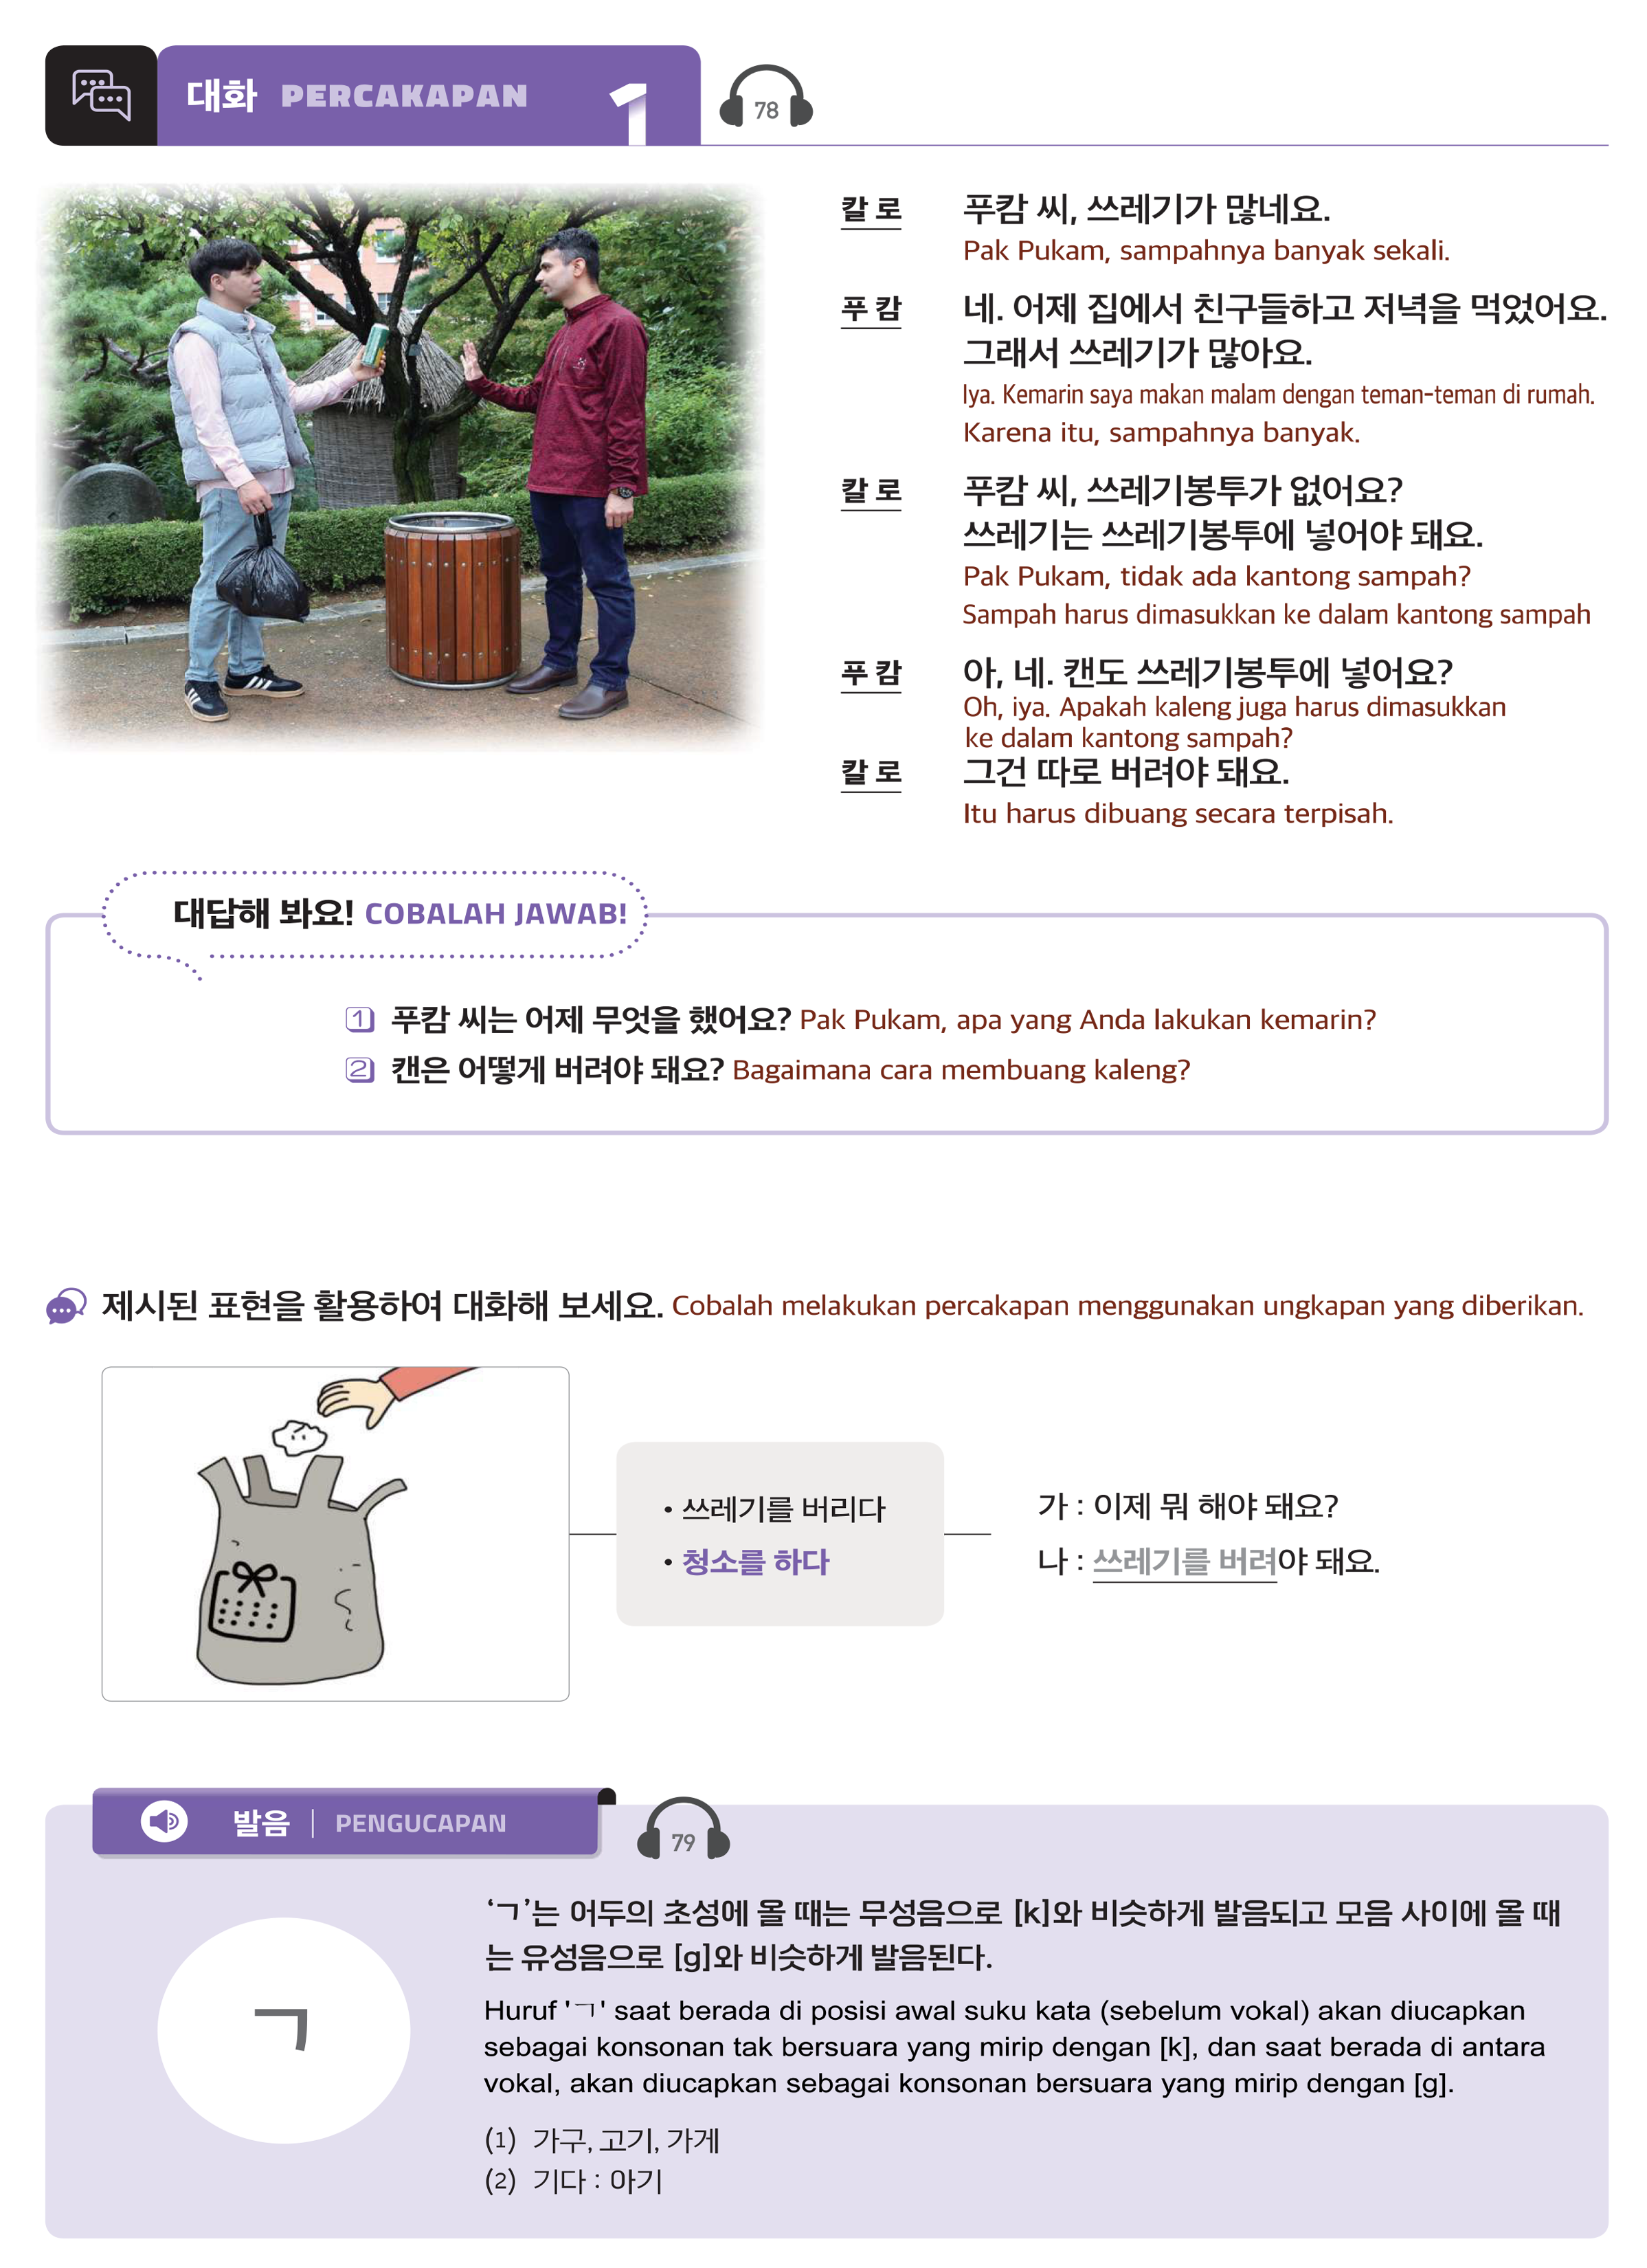 대화 PERCAKAPAN 1 78
칼 로 푸캄 씨, 쓰레기가 많네요.
Pak Pukam, sampahnya banyak sekali.
푸 캄 네. 어제 집에서 친구들하고 저녁을 먹었어요.
그래서 쓰레기가 많아요.
Iya. Kemarin saya makan malam dengan teman-teman di rumah.
Karena itu, sampahnya banyak.
칼 로 푸캄 씨, 쓰레기봉투가 없어요?
쓰레기는 쓰레기봉투에 넣어야 돼요.
Pak Pukam, tidak ada kantong sampah?
Sampah harus dimasukkan ke dalam kantong sampah
푸 캄 아, 네. 캔도 쓰레기봉투에 넣어요?
Oh, iya. Apakah kaleng juga harus dimasukkan
ke dalam kantong sampah?
칼 로 그건 따로 버려야 돼요.
Itu harus dibuang secara terpisah.
대답해 봐요! COBALAH JAWAB!
1 푸캄 씨는 어제 무엇을 했어요? Pak Pukam, apa yang Anda lakukan kemarin?
2 캔은 어떻게 버려야 돼요? Bagaimana cara membuang kaleng?
제시된 표현을 활용하여 대화해 보세요. Cobalah melakukan percakapan menggunakan ungkapan yang diberikan.
• 쓰레기를 버리다
• 청소를 하다
가 : 이제 뭐 해야 돼요?
나 : 쓰레기를 버려야 돼요.
발음 | PENGUCAPAN 79
ㄱ
‘ㄱ’는 어두의 초성에 올 때는 무성음으로 [k]와 비슷하게 발음되고 모음 사이에 올 때
는 유성음으로 [g]와 비슷하게 발음된다.
Huruf 'ㄱ' saat berada di posisi awal suku kata (sebelum vokal) akan diucapkan
sebagai konsonan tak bersuara yang mirip dengan [k], dan saat berada di antara
vokal, akan diucapkan sebagai konsonan bersuara yang mirip dengan [g].
(1) 가구, 고기, 가게
(2) 기다 : 아기